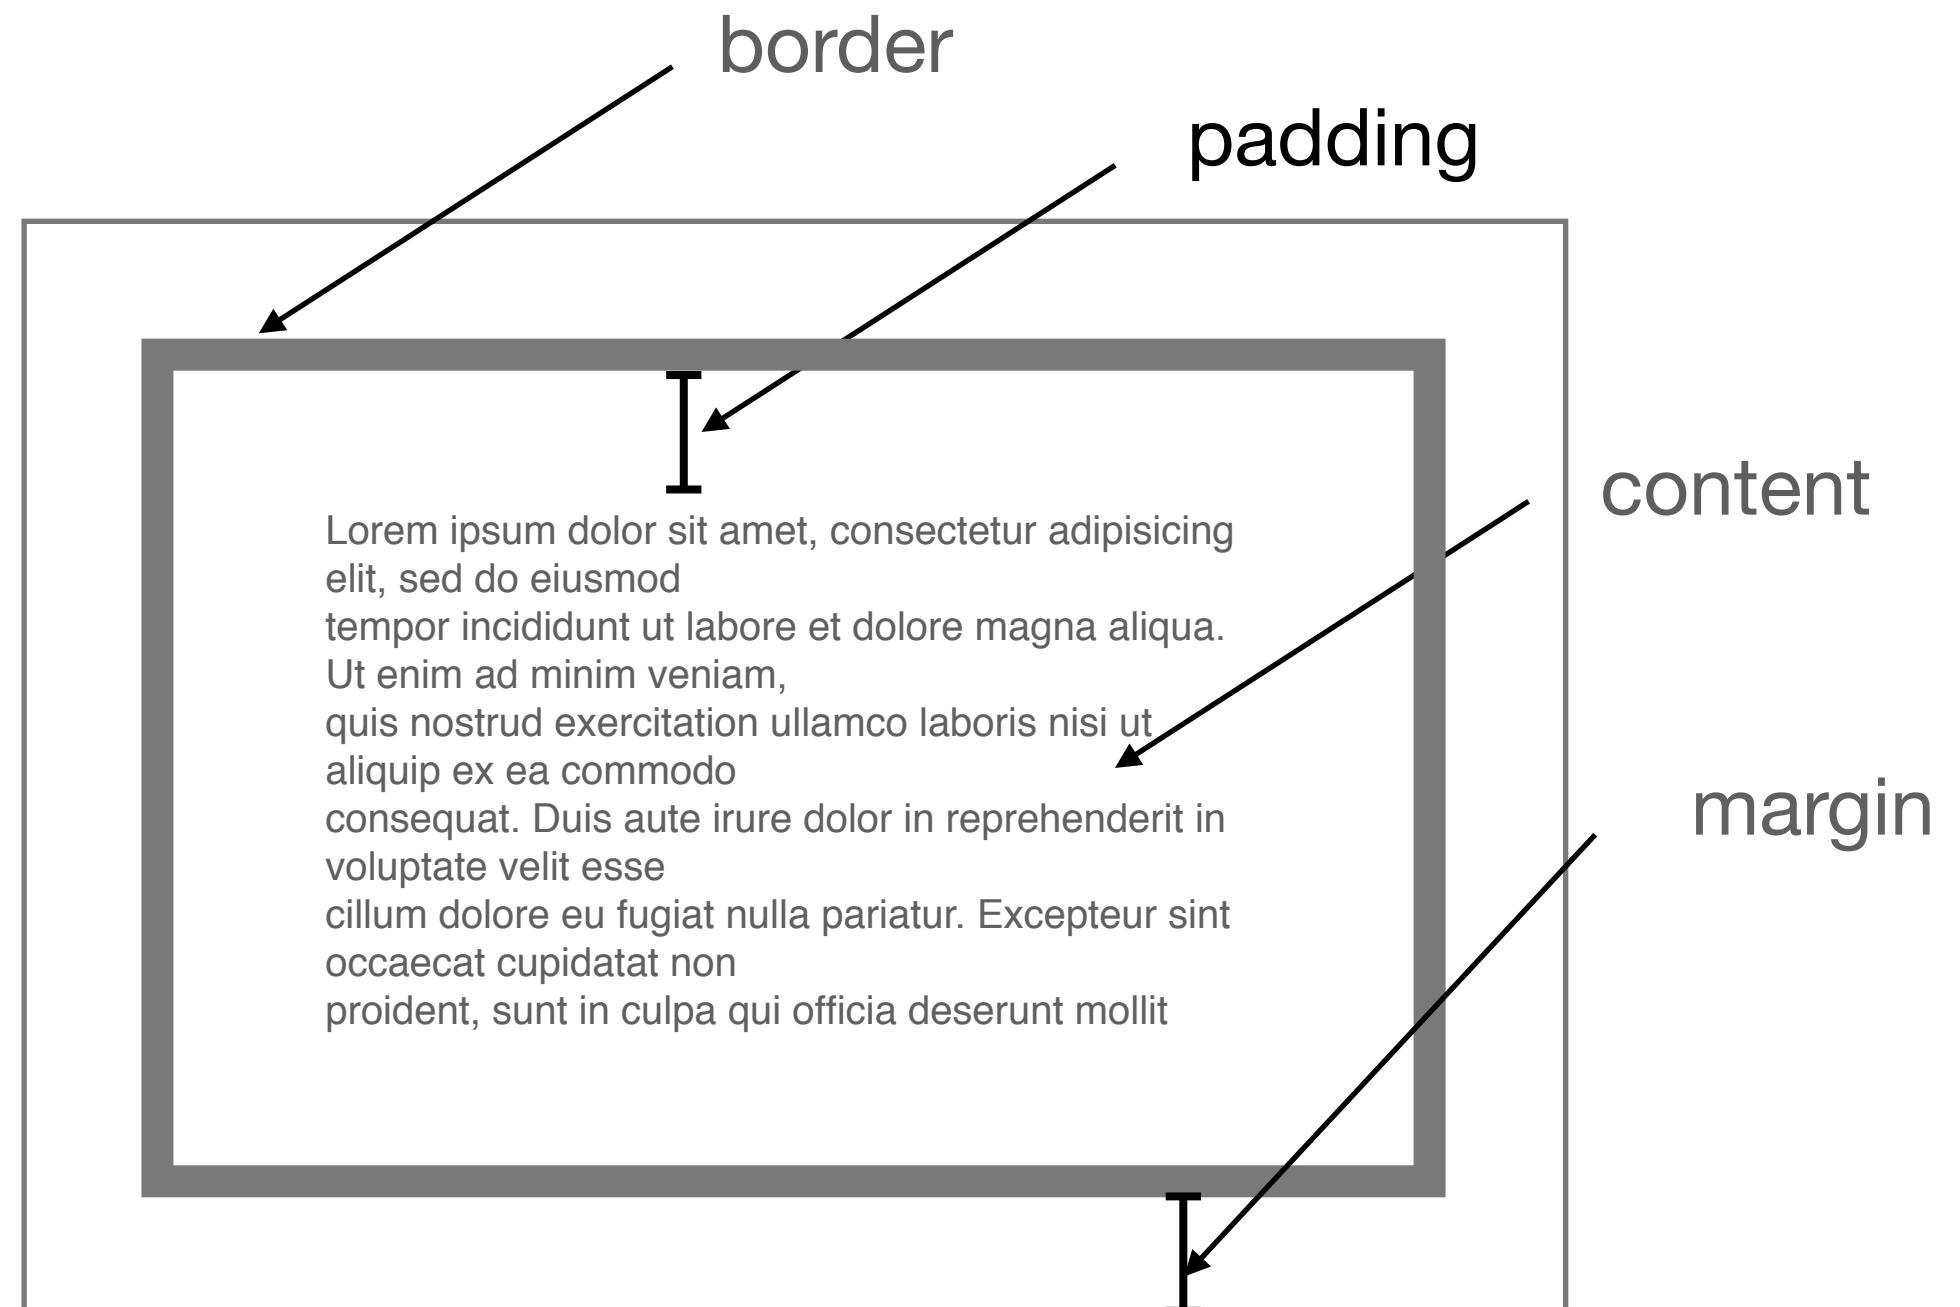 border
padding
content
Lorem ipsum dolor sit amet, consectetur adipisicing
elit, sed do eiusmod
tempor incididunt ut labore et dolore magna aliqua.
Ut enim ad minim veniam,
quis nostrud exercitation ullamco laboris nisi ut
aliquip ex ea commodo
consequat. Duis aute irure dolor in reprehenderit in
voluptate velit esse
cillum dolore eu fugiat nulla pariatur. Excepteur sint
occaecat cupidatat non
proident, sunt in culpa qui officia deserunt mollit
margin